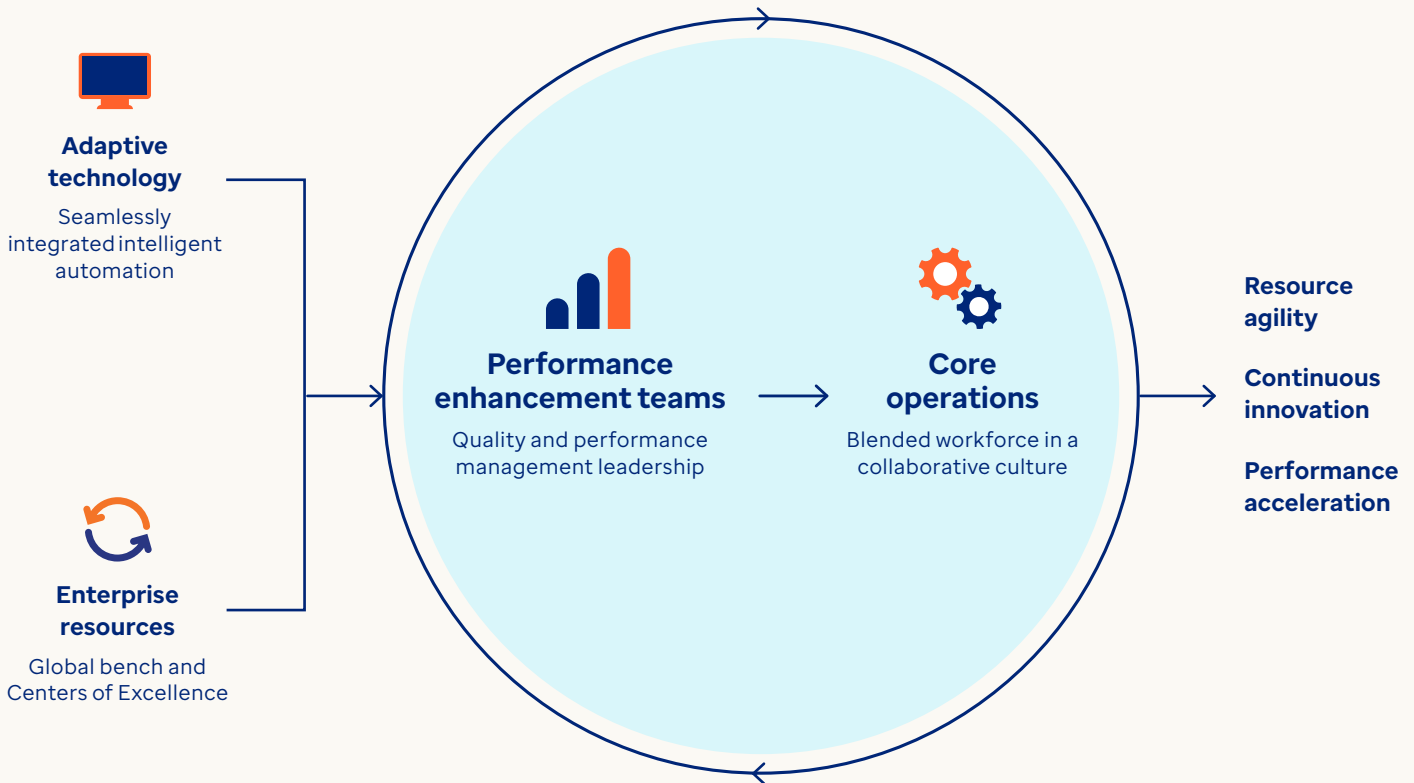 Adaptive
technology
Seamlessly
integrated intelligent
automation
Enterprise
resources
Global bench and
Centers of Excellence
Performance
enhancement teams
Quality and performance
management leadership
Core
operations
Blended workforce in a
collaborative culture
Resource
agility
Continuous
innovation
Performance
acceleration